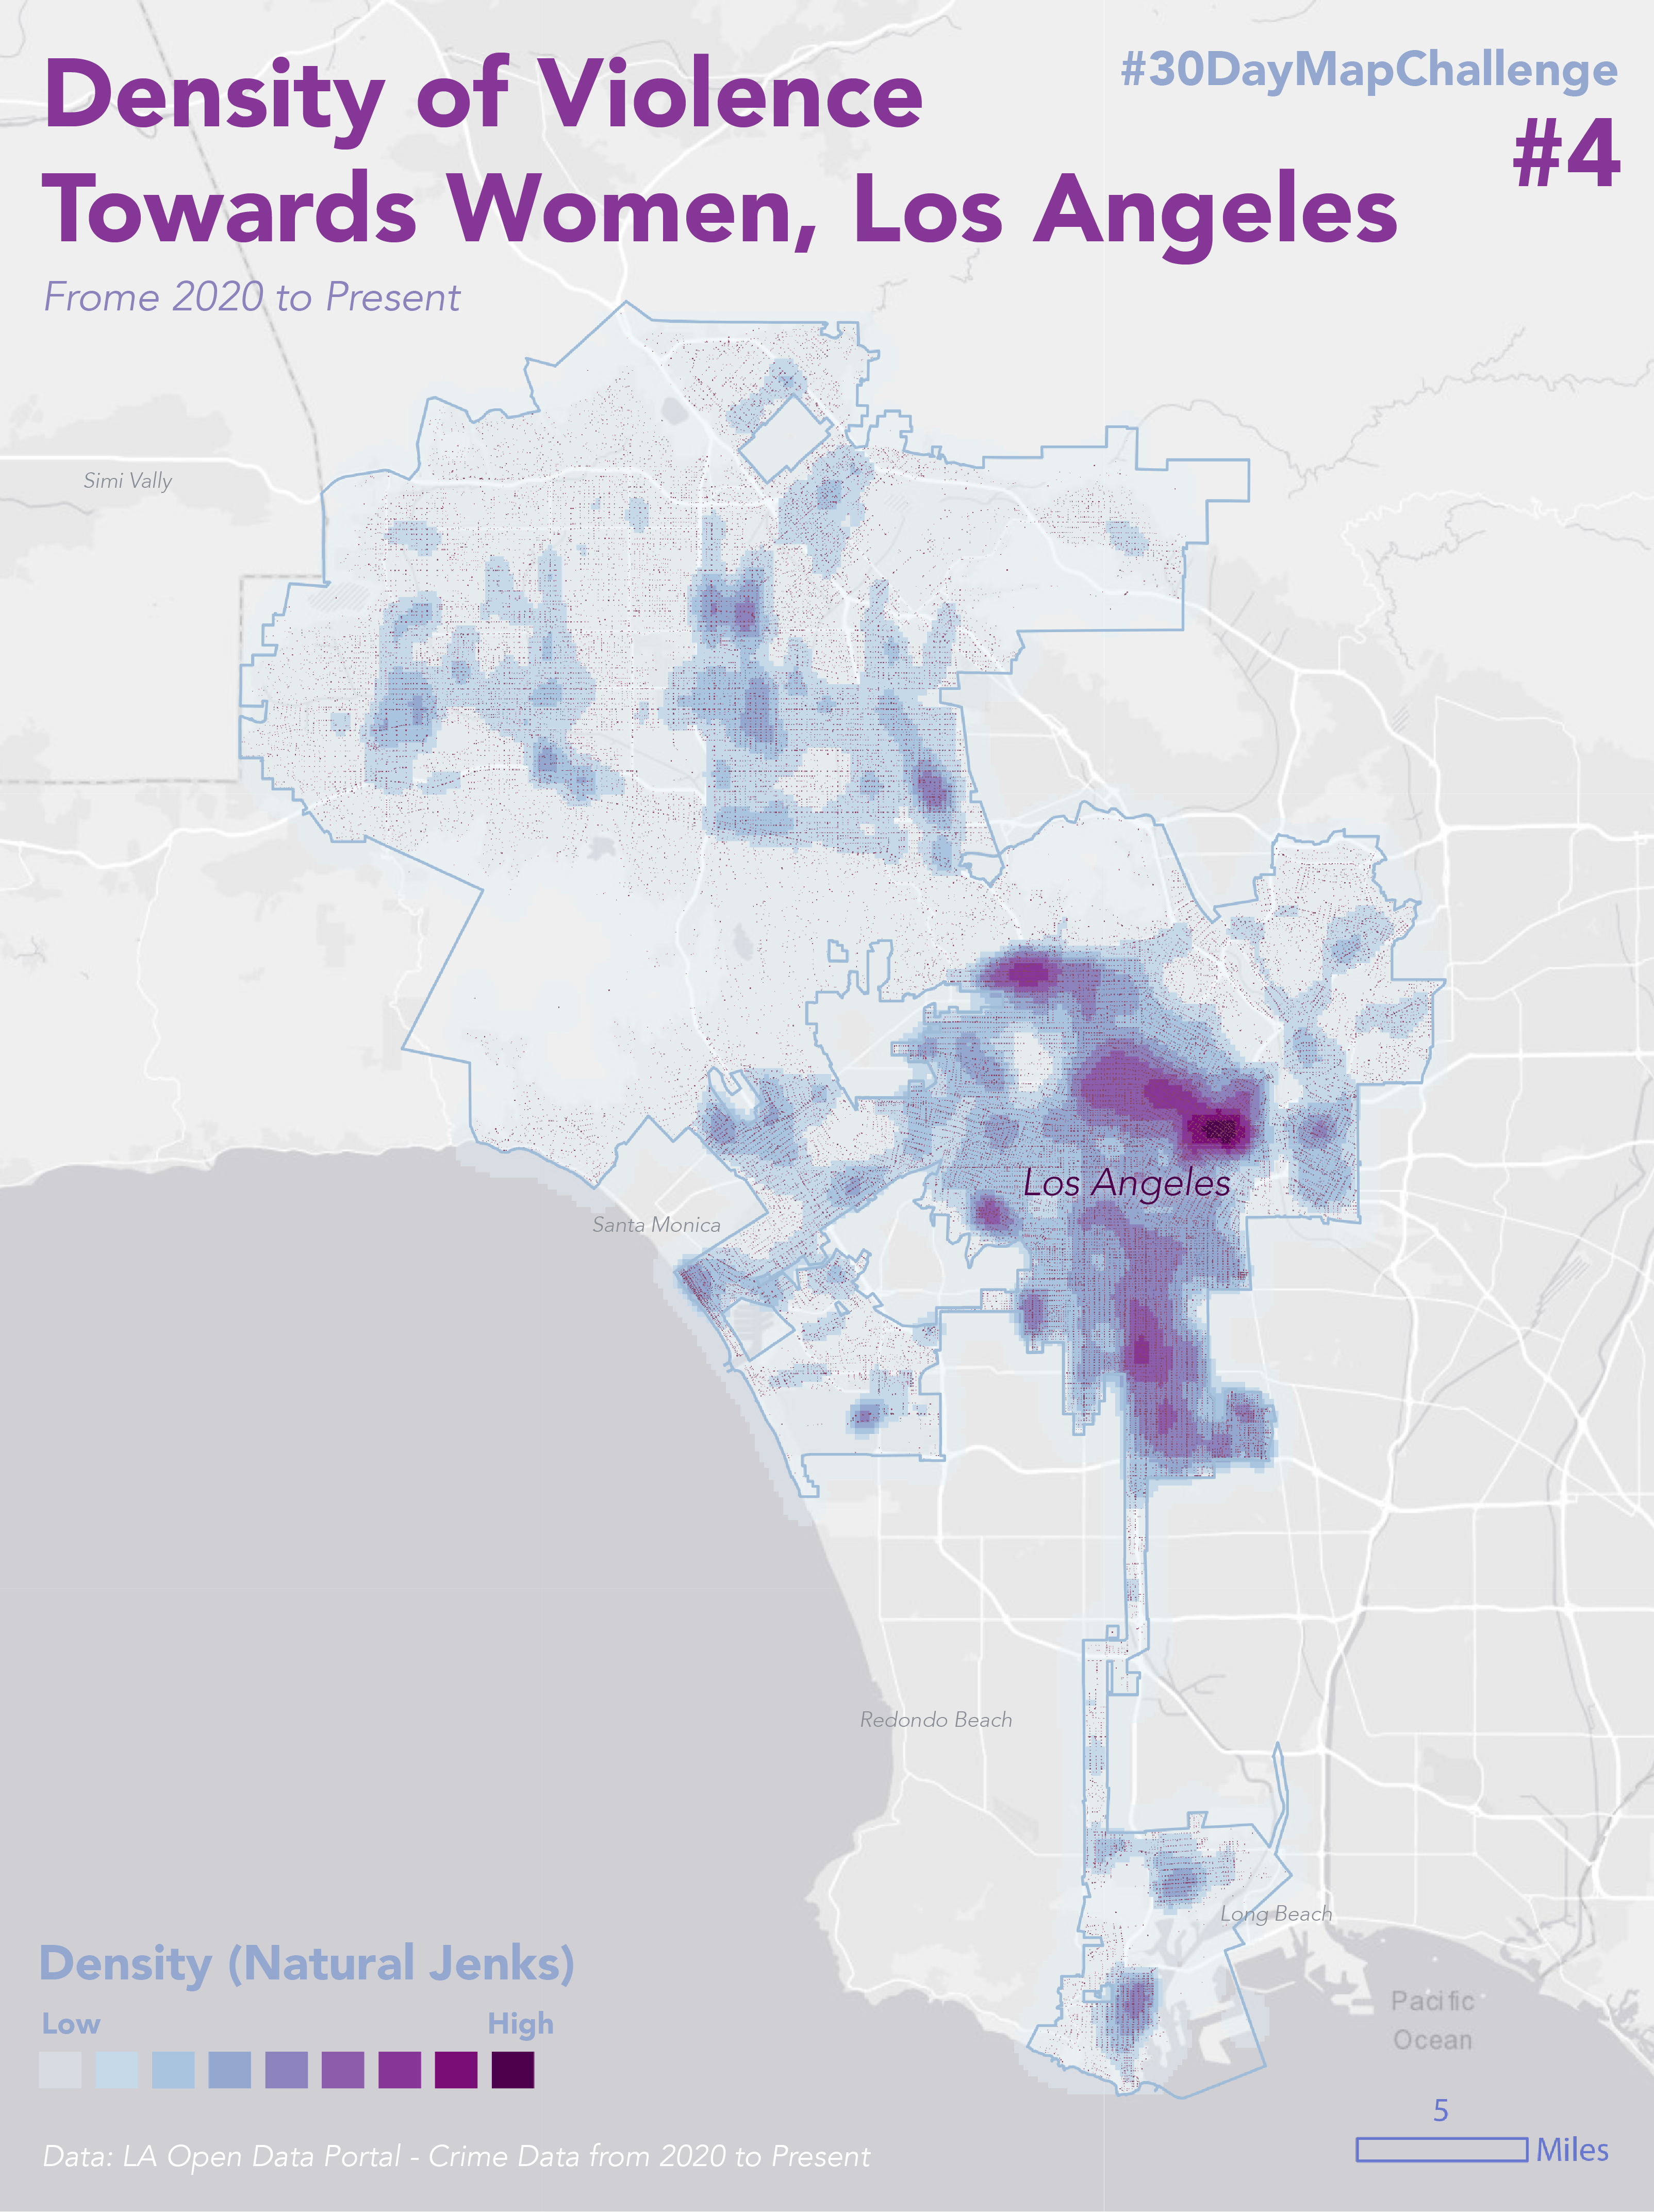 Density of Violence
Towards Women, Los Angeles
Frome 2020 to Present
#30DayMapChallenge
#4
Simi Vally
Los Angeles
Santa Monica
Redondo Beach
Long Beach
Pacific
Ocean
Density (Natural Jenks)
Low High
Data: LA Open Data Portal - Crime Data from 2020 to Present
5
Miles